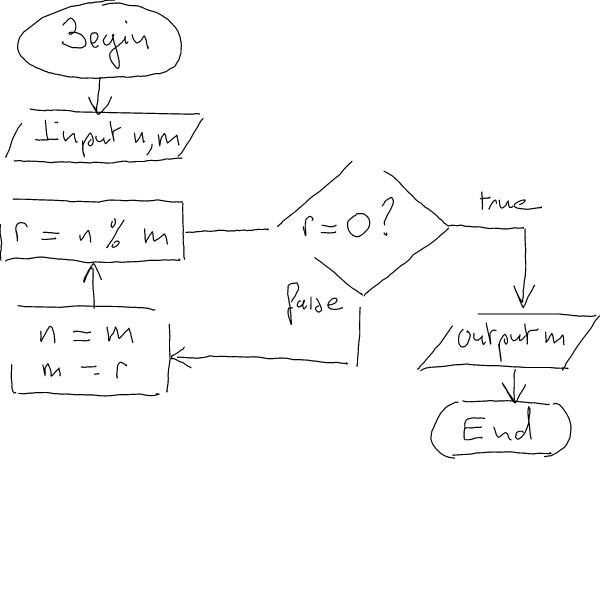 Begin
Input n,m
r = n % m
r = 0?
true
false
n = m
m = r
output m
End